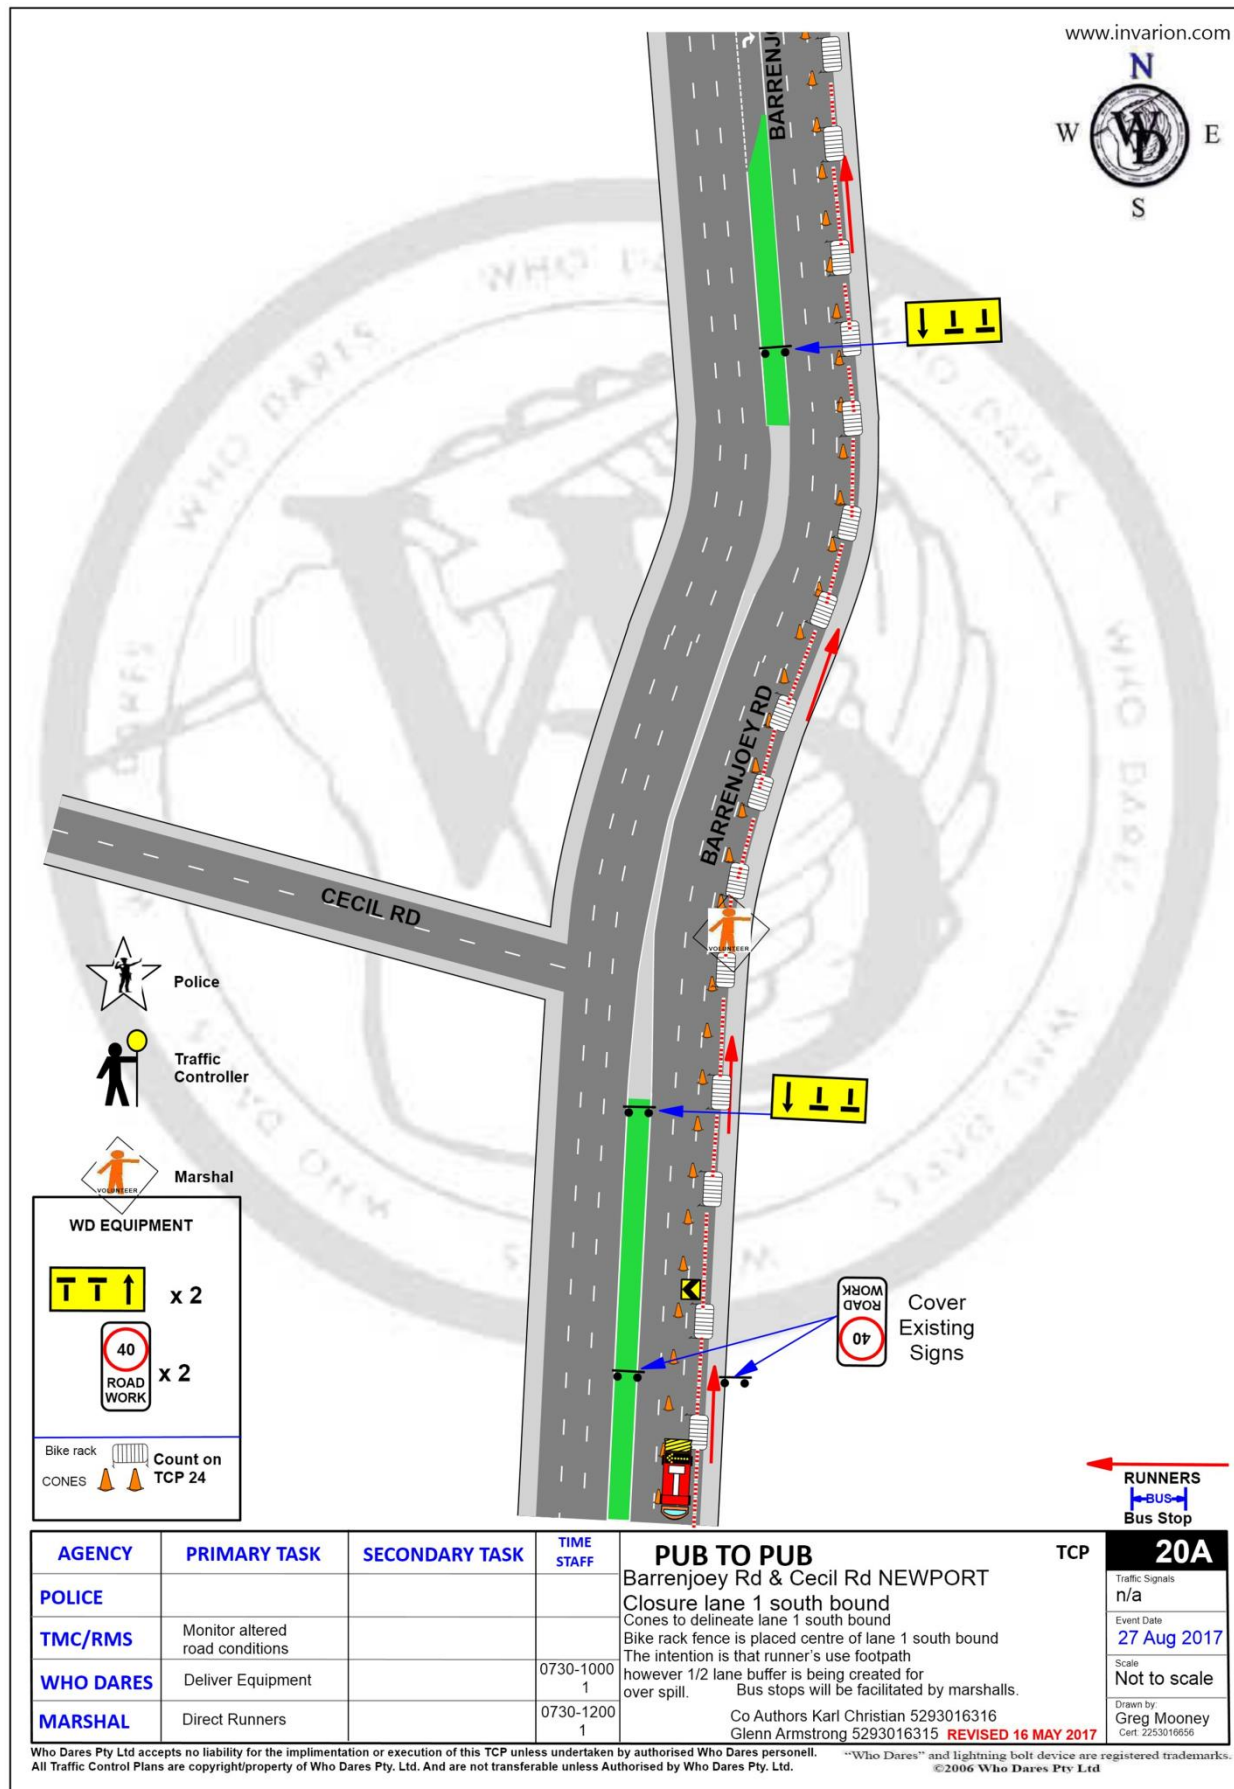 www.invarion.com
N
W
E
S
WD
BARRENJ
BARRENJOEY RD
CECIL RD
VOLUNTEER
Police
Traffic
Controller
VOLUNTEER
Marshal
WD EQUIPMENT
x 2
40
ROAD
WORK
x 2
Bike rack
Count on
TCP 24
CONES
ROAD
WORK
40
Cover
Existing
Signs
RUNNERS
BUS
Bus Stop
AGENCY PRIMARY TASK SECONDARY TASK TIME
STAFF
POLICE
TMC/RMS Monitor altered
road conditions
WHO DARES Deliver Equipment 0730-1000
1
MARSHAL Direct Runners 0730-1200
1
PUB TO PUB TCP
Barrenjoey Rd & Cecil Rd NEWPORT
Closure lane 1 south bound
Cones to delineate lane 1 south bound
Bike rack fence is placed centre of lane 1 south bound
The intention is that runner's use footpath
however 1/2 lane buffer is being created for
over spill. Bus stops will be facilitated by marshalls.
Co Authors Karl Christian 5293016316
Glenn Armstrong 5293016315 REVISED 16 MAY 2017
20A
Traffic Signals
n/a
Event Date
27 Aug 2017
Scale
Not to scale
Drawn by:
Greg Mooney
Cert: 2253016656
Who Dares Pty Ltd accepts no liability for the implimentation or execution of this TCP unless undertaken by authorised Who Dares personell.
All Traffic Control Plans are copyright/property of Who Dares Pty. Ltd. And are not transferable unless Authorised by Who Dares Pty. Ltd.
"Who Dares" and lightning bolt device are registered trademarks.
©2006 Who Dares Pty Ltd